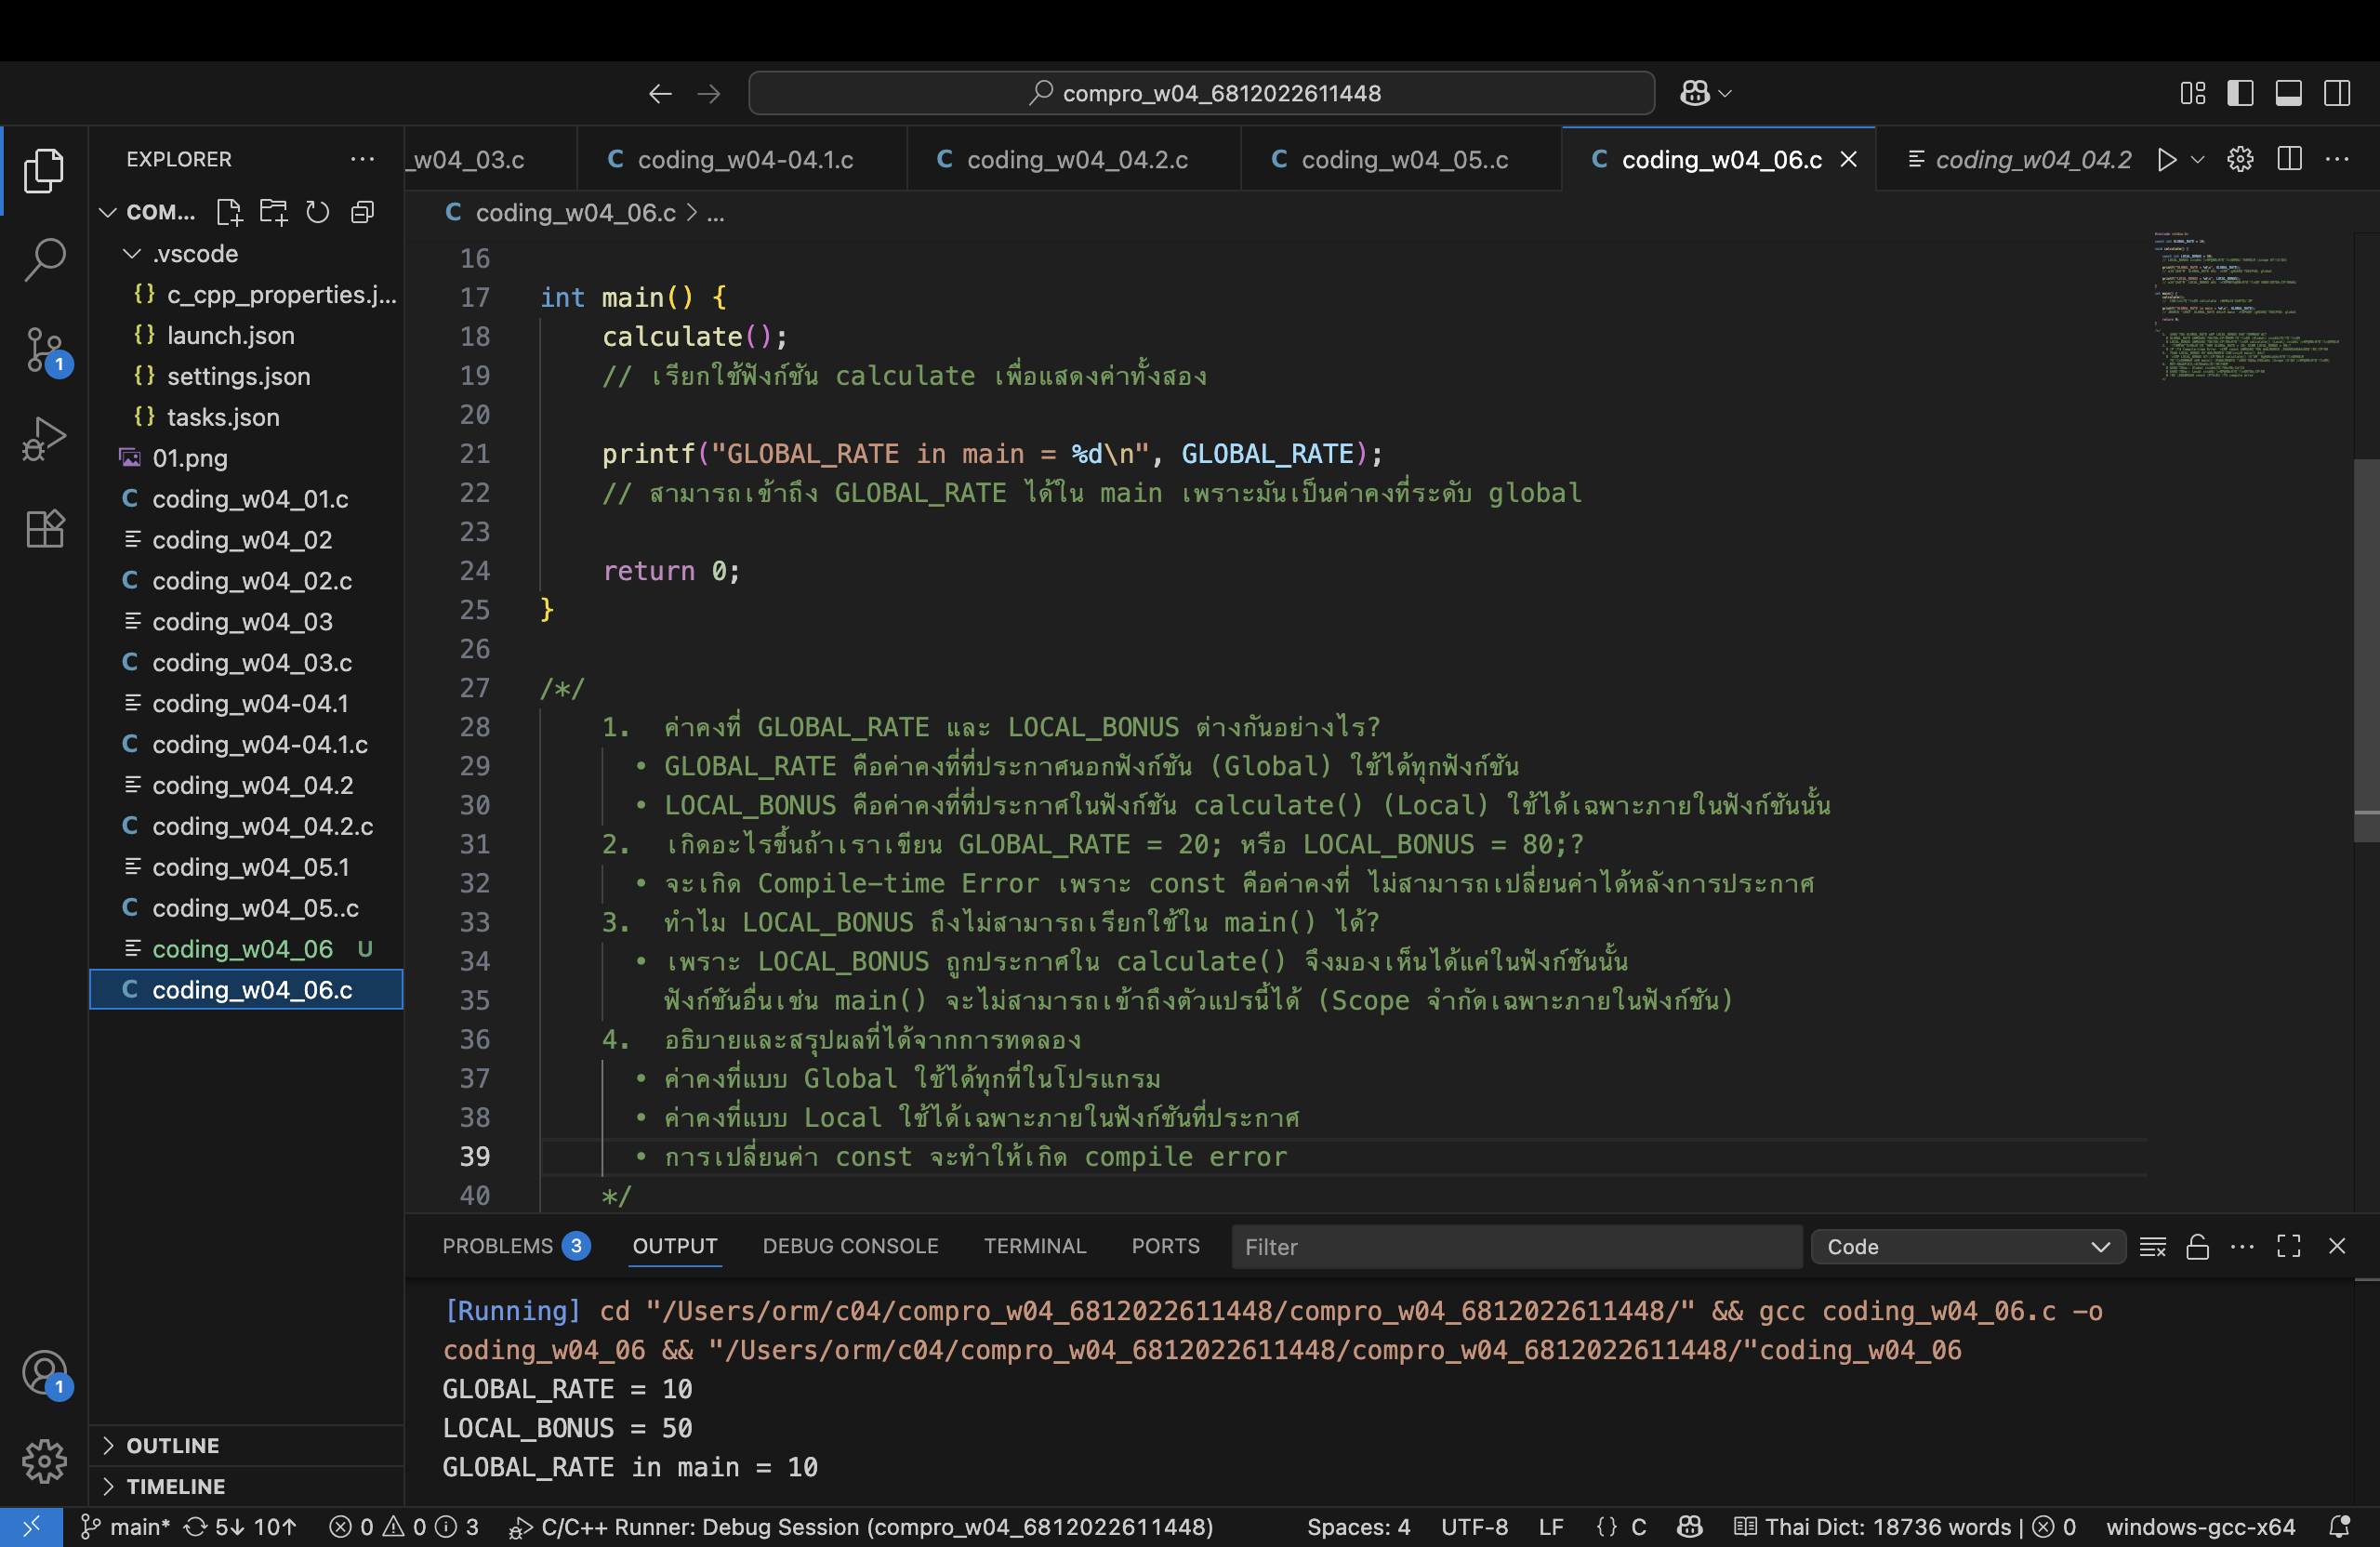 compro_w04_6812022611448
EXPLORER
_w04_03.c
coding_w04-04.1.c
coding_w04_04.2.c
coding_w04_05..c
coding_w04_06.c
coding_w04_04.2
COM...
coding_w04_06.c > ...
.vscode
{} c_cpp_properties.j...
{} launch.json
{} settings.json
{} tasks.json
01.png
C coding_w04_01.c
coding_w04_02
C coding_w04_02.c
coding_w04_03
C coding_w04_03.c
coding_w04-04.1
C coding_w04-04.1.c
coding_w04_04.2
C coding_w04_04.2.c
coding_w04_05.1
C coding_w04_05..c
coding_w04_06 U
C coding_w04_06.c
OUTLINE
TIMELINE
1
1
16
17 int main() {
18 calculate();
19 // เรียกใช้ฟังก์ชัน calculate เพื่อแสดงค่าทั้งสอง
20
21 printf("GLOBAL_RATE in main = %d\n", GLOBAL_RATE);
22 // สามารถเข้าถึง GLOBAL_RATE ได้ใน main เพราะมันเป็นค่าคงที่ระดับ global
23
24 return 0;
25 }
26
27 /*/
28 1. ค่าคงที่ GLOBAL_RATE และ LOCAL_BONUS ต่างกันอย่างไร?
29 • GLOBAL_RATE คือค่าคงที่ที่ประกาศนอกฟังก์ชัน (Global) ใช้ได้ทุกฟังก์ชัน
30 • LOCAL_BONUS คือค่าคงที่ที่ประกาศในฟังก์ชัน calculate() (Local) ใช้ได้เฉพาะภายในฟังก์ชันนั้น
31 2. เกิดอะไรขึ้นถ้าเราเขียน GLOBAL_RATE = 20; หรือ LOCAL_BONUS = 80;?
32 • จะเกิด Compile-time Error เพราะ const คือค่าคงที่ ไม่สามารถเปลี่ยนค่าได้หลังการประกาศ
33 3. ทำไม LOCAL_BONUS ถึงไม่สามารถเรียกใช้ใน main() ได้?
34 • เพราะ LOCAL_BONUS ถูกประกาศใน calculate() จึงมองเห็นได้แค่ในฟังก์ชันนั้น
35 ฟังก์ชันอื่นเช่น main() จะไม่สามารถเข้าถึงตัวแปรนี้ได้ (Scope จำกัดเฉพาะภายในฟังก์ชัน)
36 4. อธิบายและสรุปผลที่ได้จากการทดลอง
37 • ค่าคงที่แบบ Global ใช้ได้ทุกที่ในโปรแกรม
38 • ค่าคงที่แบบ Local ใช้ได้เฉพาะภายในฟังก์ชันที่ประกาศ
39 • การเปลี่ยนค่า const จะทำให้เกิด compile error
40 */
PROBLEMS 3 OUTPUT DEBUG CONSOLE TERMINAL PORTS Filter Code
[Running] cd "/Users/orm/c04/compro_w04_6812022611448/compro_w04_6812022611448/" && gcc coding_w04_06.c -o
coding_w04_06 && "/Users/orm/c04/compro_w04_6812022611448/compro_w04_6812022611448/"coding_w04_06
GLOBAL_RATE = 10
LOCAL_BONUS = 50
GLOBAL_RATE in main = 10
main* 5↓ 10↑ 0 0 3 C/C++ Runner: Debug Session (compro_w04_6812022611448) Spaces: 4 UTF-8 LF {} C Thai Dict: 18736 words | 0 windows-gcc-x64